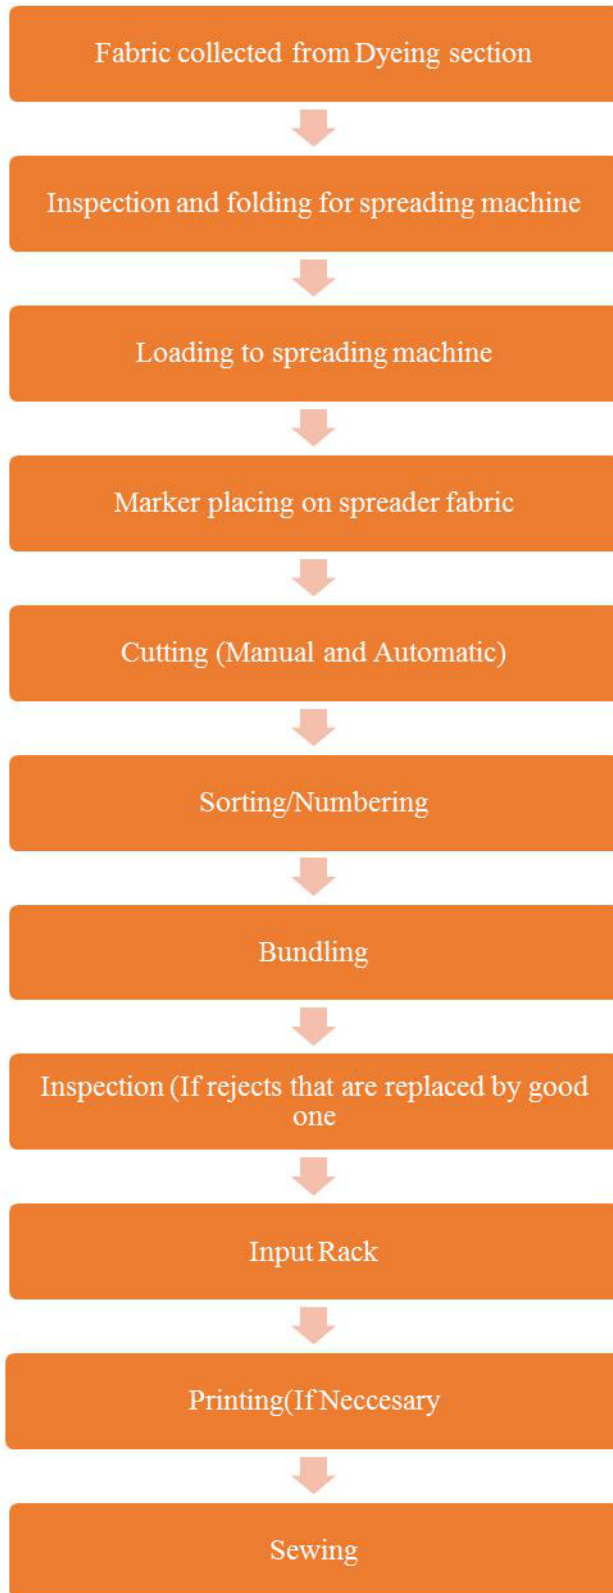 Fabric collected from Dyeing section
Inspection and folding for spreading machine
Loading to spreading machine
Marker placing on spreader fabric
Cutting (Manual and Automatic)
Sorting/Numbering
Bundling
Inspection (If rejects that are replaced by good
one
Input Rack
Printing(If Neccesary
Sewing